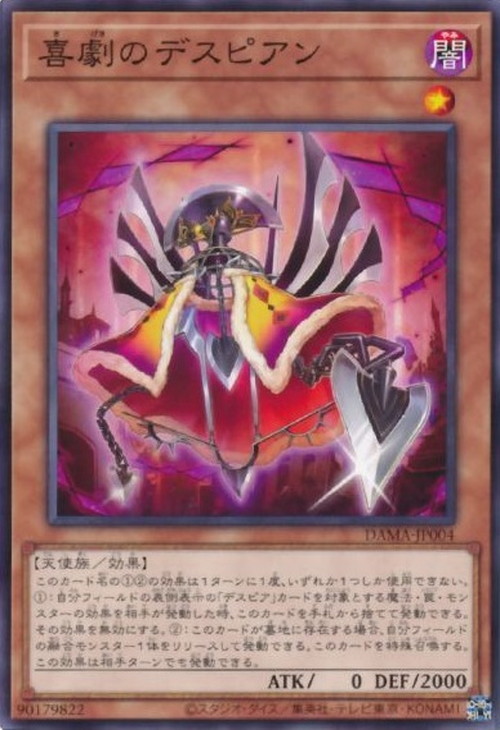 喜劇のデスピアン
闇
DAMA-JP004
【天使族／効果】
このカード名の①②の効果は１ターンに１度、いずれか１つしか使用できない。
①：自分フィールドの表側表示の「デスピア」カードを対象とする魔法・罠・モン
スターの効果を相手が発動した時、このカードを手札から捨てて発動できる。
その効果を無効にする。②：このカードが墓地に存在する場合、自分フィールド
の融合モンスター１体をリリースして発動できる。このカードを特殊召喚する。
この効果は相手ターンでも発動できる。
ATK/ 0 DEF/2000
90179822 ©スタジオ・ダイス／集英社・テレビ東京・KONAMI